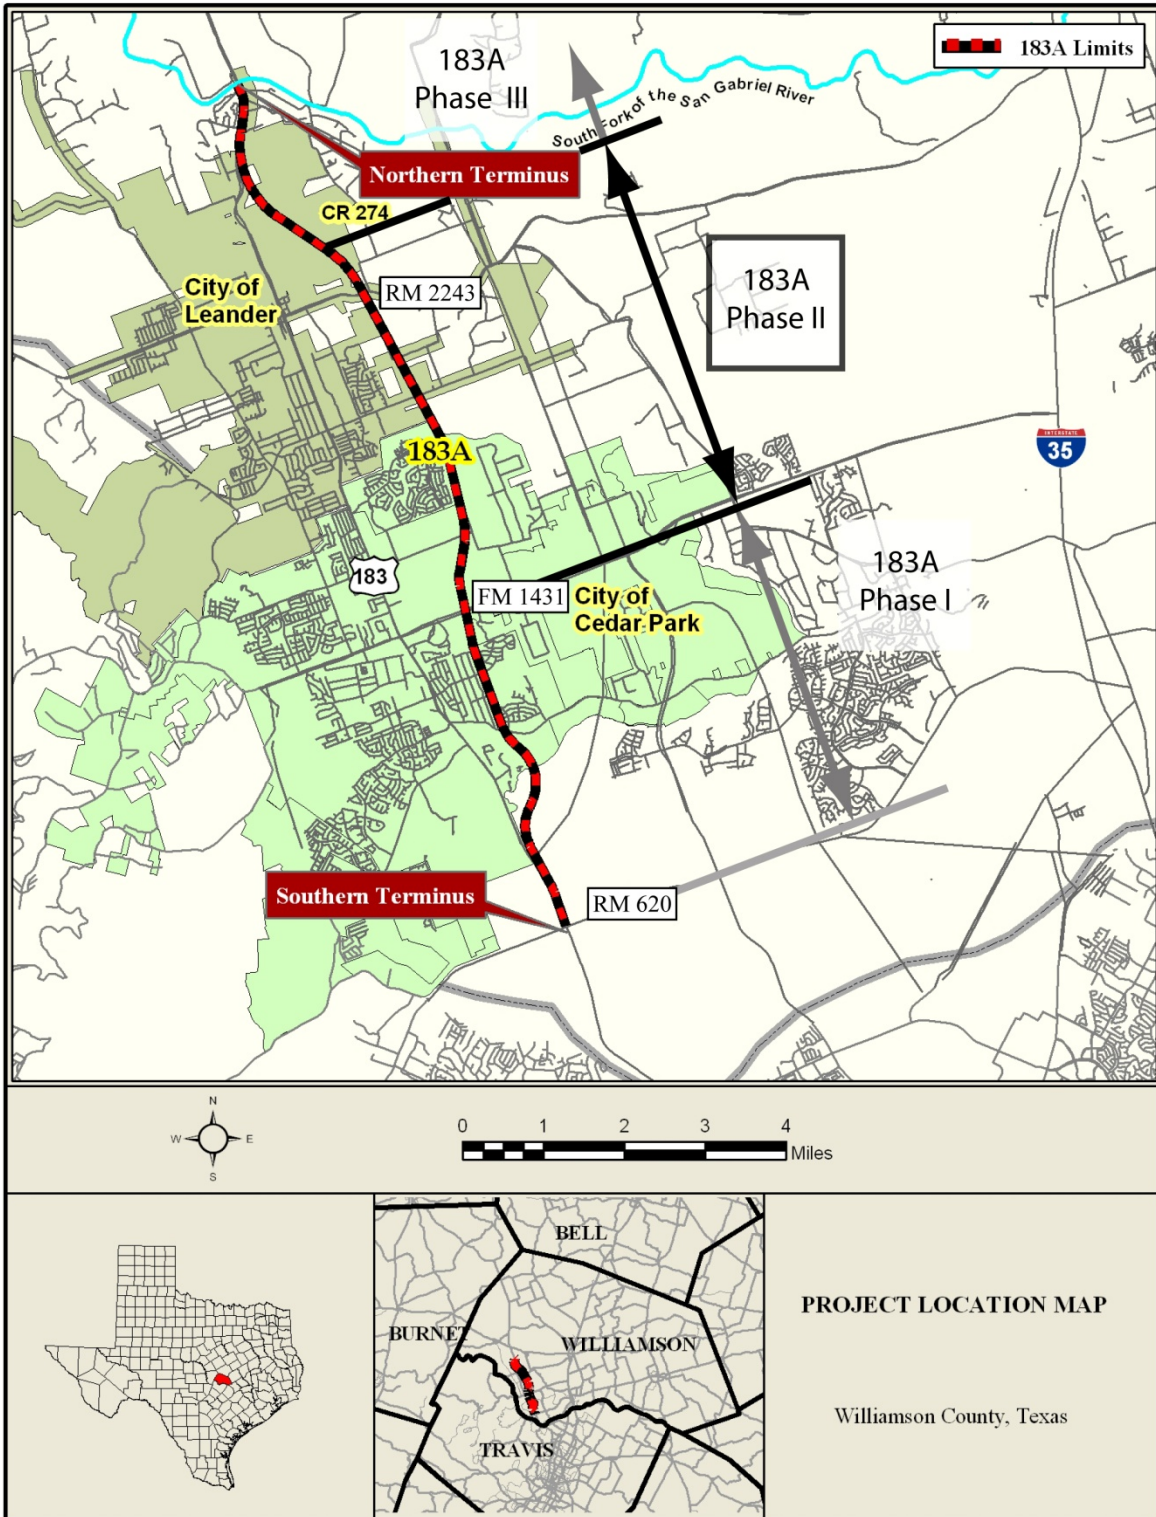 183A Limits
183A
Phase III
South Fork of the San Gabriel River
Northern Terminus
CR 274
City of
Leander
RM 2243
183A
Phase II
183A
INTERSTATE
35
183
FM 1431
City of
Cedar Park
183A
Phase I
Southern Terminus
RM 620
N
W E
S
0 1 2 3 4
Miles
BELL
BURNET
WILLIAMSON
TRAVIS
PROJECT LOCATION MAP
Williamson County, Texas